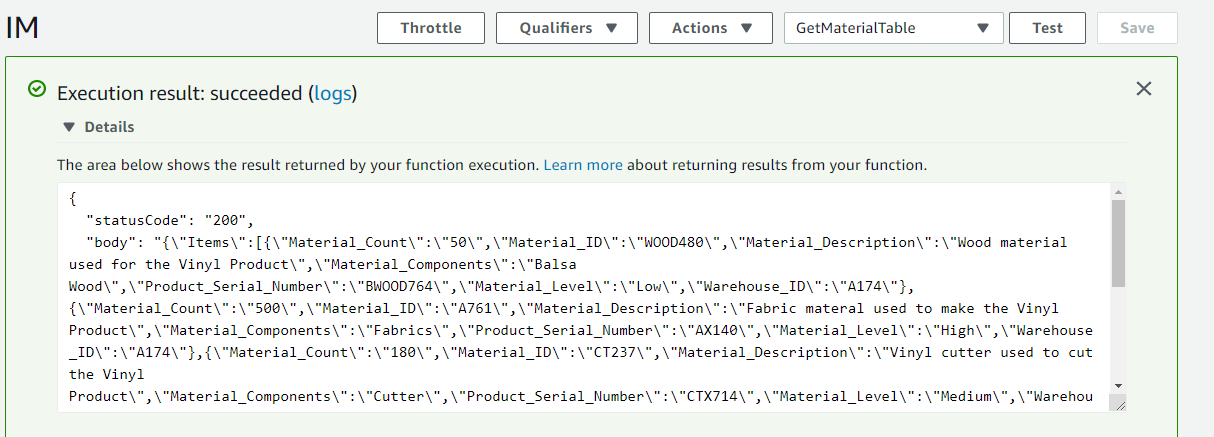 IM
Throttle
Qualifiers
Actions
GetMaterialTable
Test
Save
Execution result: succeeded (logs)
Details
The area below shows the result returned by your function execution. Learn more about returning results from your function.
{
  "statusCode": "200",
  "body": "{\"Items\":[{\"Material_Count\":\"50\",\"Material_ID\":\"WOOD480\",\"Material_Description\":\"Wood material
used for the Vinyl Product\",\"Material_Components\":\"Balsa
Wood\",\"Product_Serial_Number\":\"BWOOD764\",\"Material_Level\":\"Low\",\"Warehouse_ID\":\"A174\"},
{\"Material_Count\":\"500\",\"Material_ID\":\"A761\",\"Material_Description\":\"Fabric materal used to make the Vinyl
Product\",\"Material_Components\":\"Fabrics\",\"Product_Serial_Number\":\"AX140\",\"Material_Level\":\"High\",\"Warehouse
_ID\":\"A174\"},{\"Material_Count\":\"180\",\"Material_ID\":\"CT237\",\"Material_Description\":\"Vinyl cutter used to cut
the Vinyl
Product\",\"Material_Components\":\"Cutter\",\"Product_Serial_Number\":\"CTX714\",\"Material_Level\":\"Medium\",\"Warehou